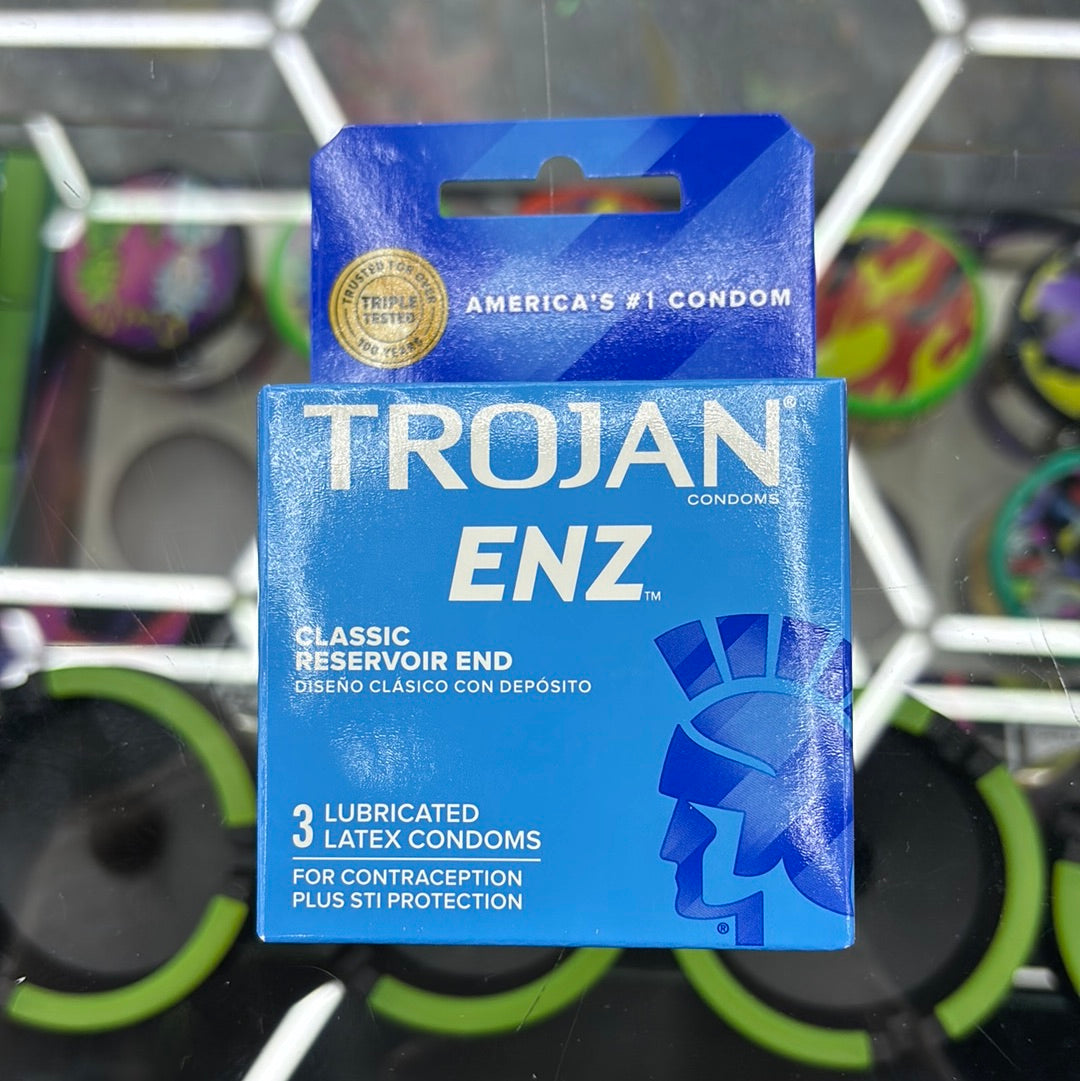 TRUSTED FOR OVER
TRIPLE
TESTED
100 YEARS
AMERICA'S #1 CONDOM
TROJAN®
CONDOMS
ENZ™
CLASSIC
RESERVOIR END
DISEÑO CLÁSICO CON DEPÓSITO
3 LUBRICATED
LATEX CONDOMS
FOR CONTRACEPTION
PLUS STI PROTECTION
®